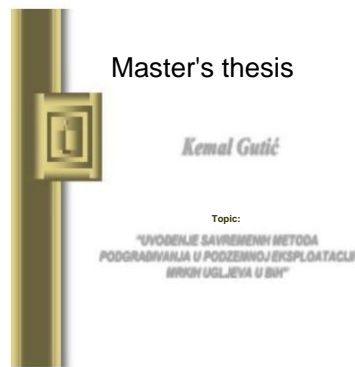 Master's thesis
Kemal Gutić
Topic:
"UVOĐENJE SAVREMENIH METODA
PODGRAĐIVANJA U PODZEMNOJ EKSPLOATACIJI
MRKIH UGLJEVA U BiH"